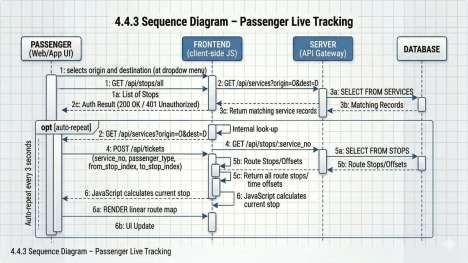 4.4.3 Sequence Diagram – Passenger Live Tracking
PASSENGER
(Web/App UI)
FRONTEND
(client-side JS)
SERVER
(API Gateway)
DATABASE
1: selects origin and destination (at dropdown menu)
1: GET /api/stops/all
2: GET /api/services?origin=O&dest=D
1a: List of Stops
3a: SELECT FROM SERVICES
2c: Auth Result (200 OK / 401 Unauthorized)
3b: Matching Records
3c: Return matching service records
opt [auto-repeat]
Internal look-up
2: GET /api/services?origin=O&dest=D
4: POST /api/tickets
(service_no, passenger_type,
from_stop_index, to_stop_index)
4: GET /api/stops/:service_no
5a: SELECT FROM STOPS
5b: Route Stops/Offsets
5b: Route Stops/Offsets
5c: Return all route stops/
time offsets
6: JavaScript calculates current stop
6: JavaScript calculates
current stop
6a: RENDER linear route map
6b: UI Update
Auto-repeat every 3 seconds
4.4.3 Sequence Diagram – Passenger Live Tracking